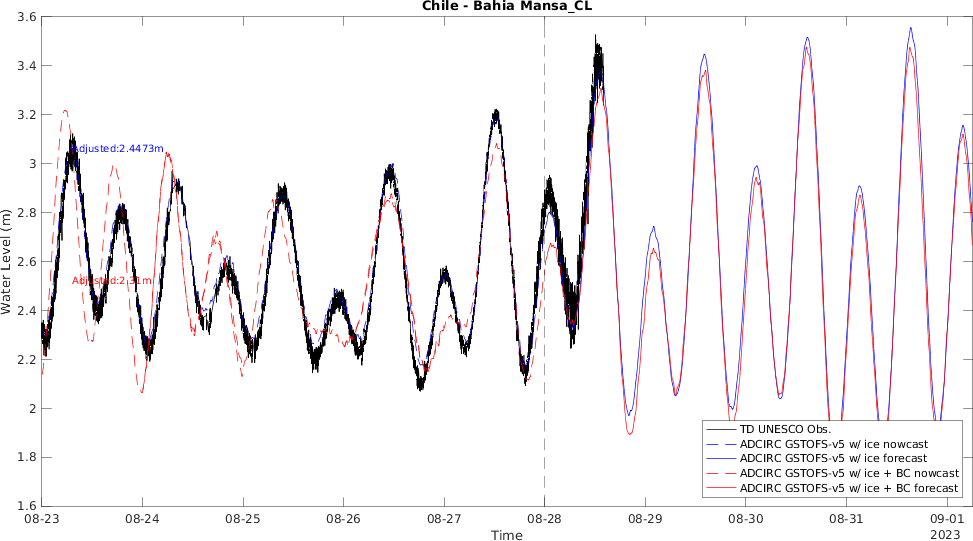 Chile - Bahia Mansa_CL
3.6
3.4
3.2
3
2.8
2.6
2.4
2.2
2
1.8
1.6
Water Level (m)
Adjusted:2.4473m
Adjusted:2.31m
TD UNESCO Obs.
ADCIRC GSTOFS-v5 w/ ice nowcast
ADCIRC GSTOFS-v5 w/ ice forecast
ADCIRC GSTOFS-v5 w/ ice + BC nowcast
ADCIRC GSTOFS-v5 w/ ice + BC forecast
08-23 08-24 08-25 08-26 08-27 08-28 08-29 08-30 08-31 09-01
2023
Time